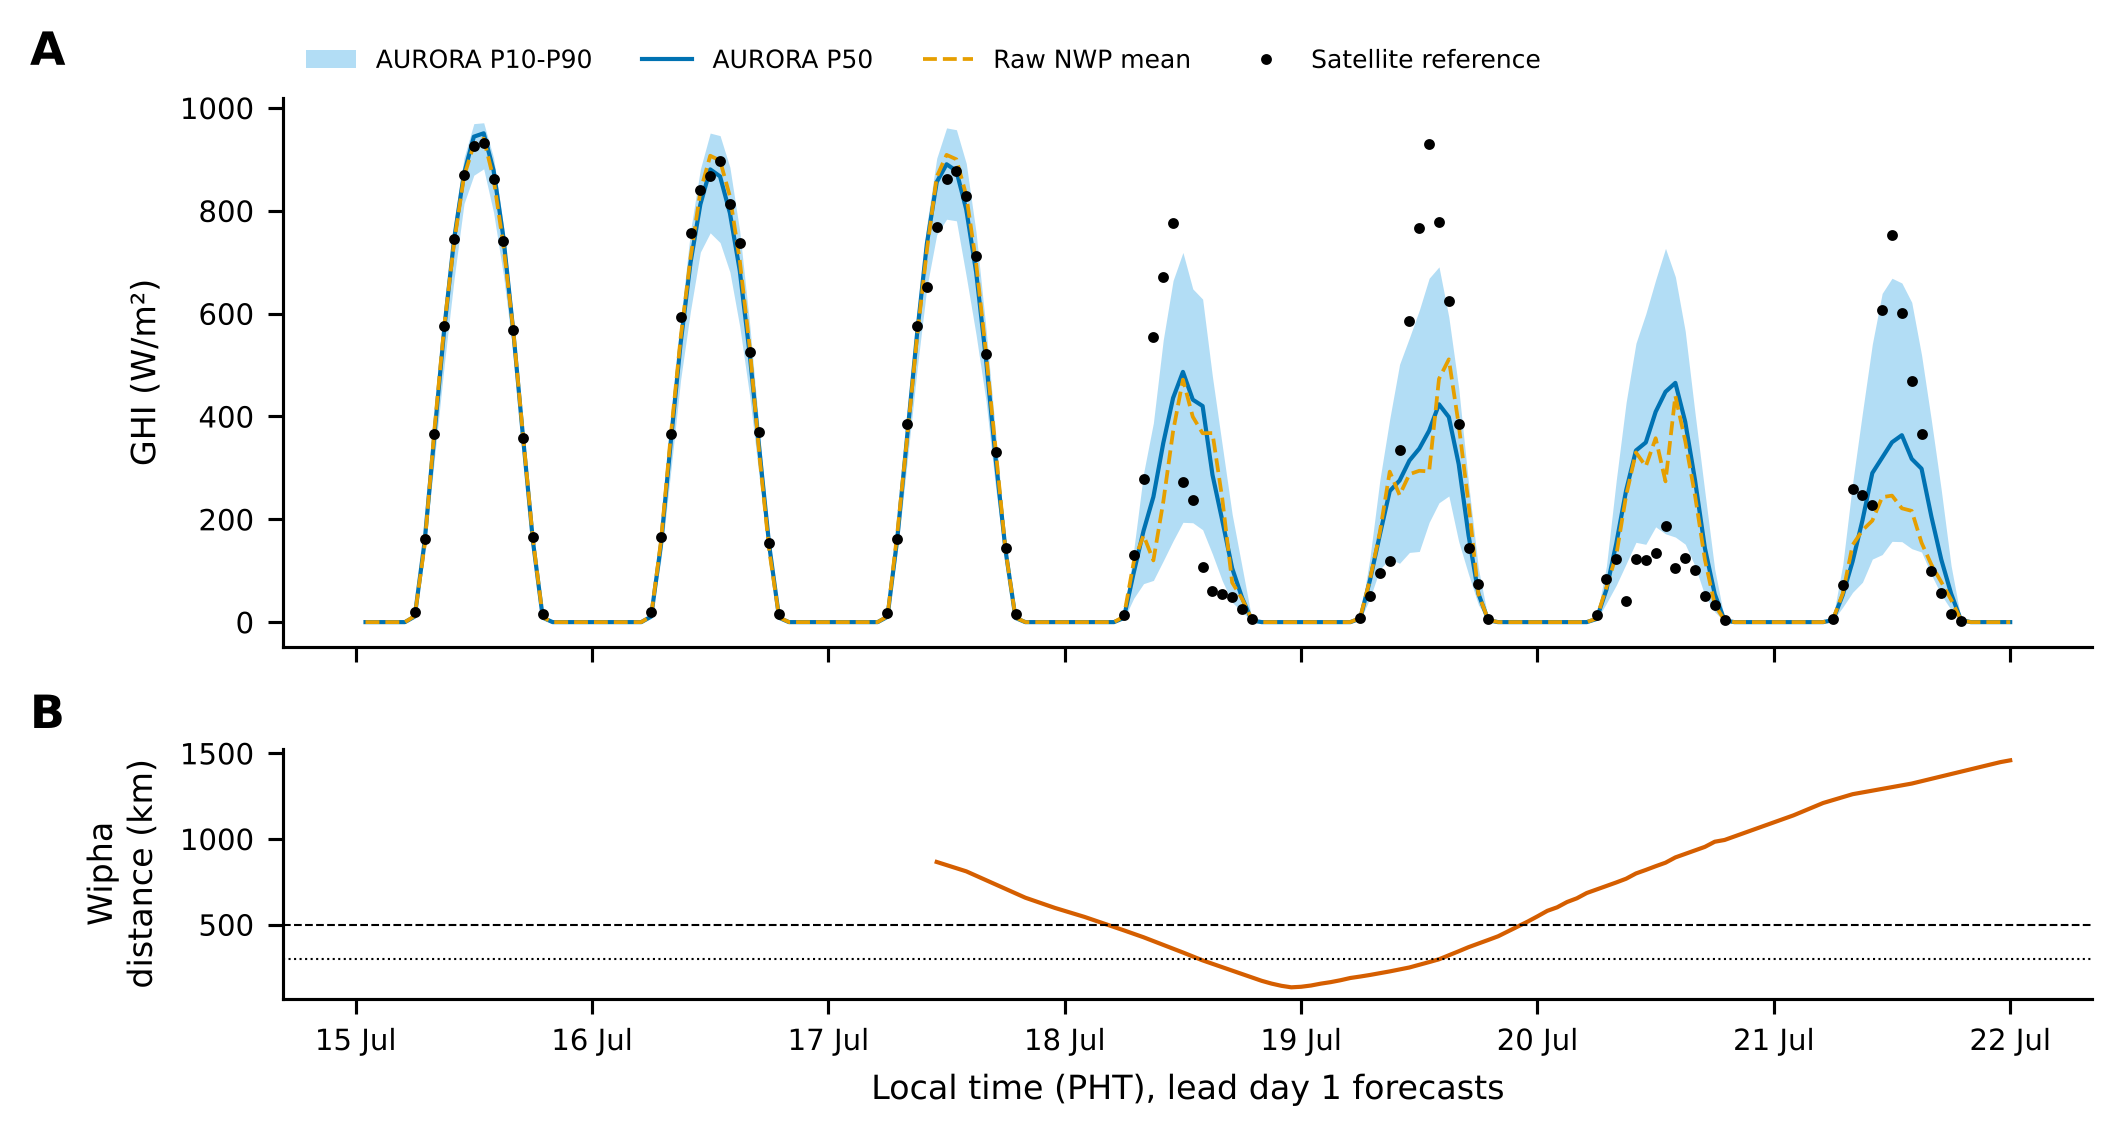 A
AURORA P10-P90 AURORA P50 Raw NWP mean Satellite reference
1000
800
600
400
200
0
GHI (W/m²)
B
1500
1000
500
Wipha
distance (km)
15 Jul 16 Jul 17 Jul 18 Jul 19 Jul 20 Jul 21 Jul 22 Jul
Local time (PHT), lead day 1 forecasts